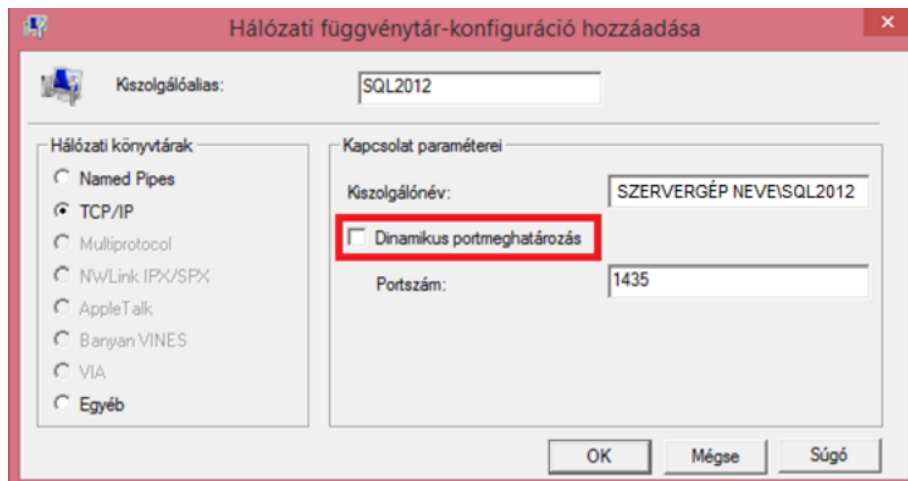 Hálózati függvénytár-konfiguráció hozzáadása
Kiszolgálóalias:
SQL2012
Hálózati könyvtárak
Named Pipes
TCP/IP
Multiprotocol
NWLink IPX/SPX
AppleTalk
Banyan VINES
VIA
Egyéb
Kapcsolat paraméterei
Kiszolgálónév:
SZERVERGÉP NEVE\SQL2012
Dinamikus portmeghatározás
Portszám:
1435
OK
Mégse
Súgó